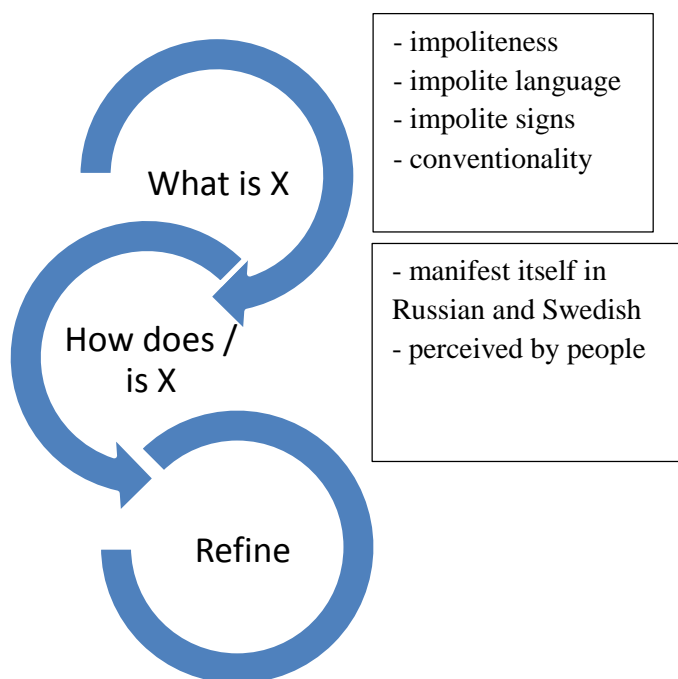 - impoliteness
- impolite language
- impolite signs
- conventionality
What is X
- manifest itself in
Russian and Swedish
- perceived by people
How does /
is X
Refine